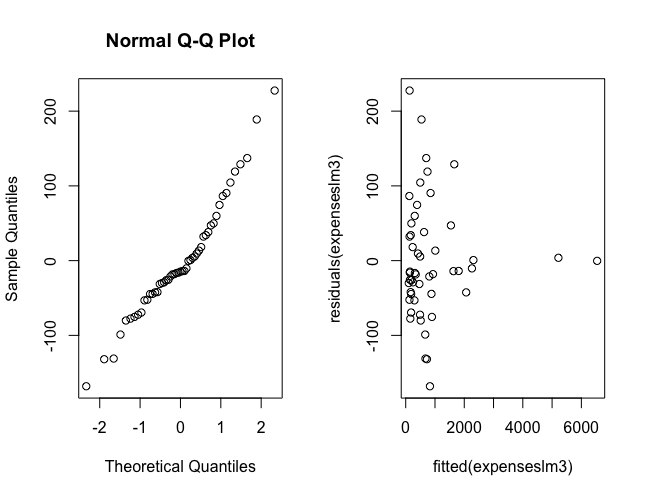 Normal Q-Q Plot
Sample Quantiles
-100 0 100 200
-2 -1 0 1 2
Theoretical Quantiles
residuals(expenseslm3)
-100 0 100 200
0 2000 4000 6000
fitted(expenseslm3)